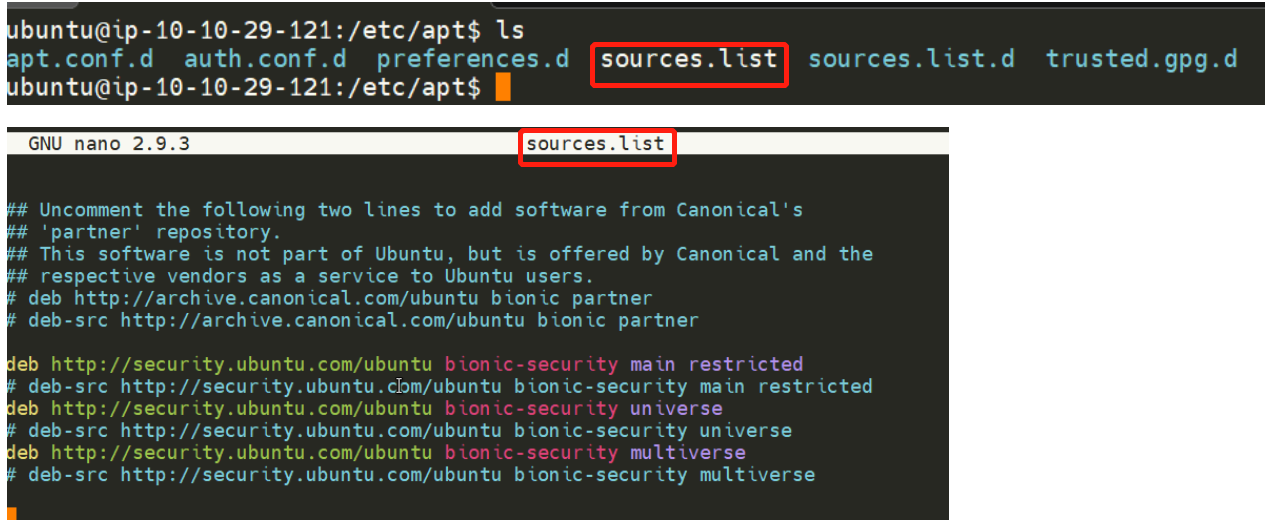 ubuntu@ip-10-10-29-121:/etc/apt$ ls
apt.conf.d auth.conf.d preferences.d sources.list sources.list.d trusted.gpg.d
ubuntu@ip-10-10-29-121:/etc/apt$
GNU nano 2.9.3 sources.list
## Uncomment the following two lines to add software from Canonical's
## 'partner' repository.
## This software is not part of Ubuntu, but is offered by Canonical and the
## respective vendors as a service to Ubuntu users.
# deb http://archive.canonical.com/ubuntu bionic partner
# deb-src http://archive.canonical.com/ubuntu bionic partner
deb http://security.ubuntu.com/ubuntu bionic-security main restricted
# deb-src http://security.ubuntu.com/ubuntu bionic-security main restricted
deb http://security.ubuntu.com/ubuntu bionic-security universe
# deb-src http://security.ubuntu.com/ubuntu bionic-security universe
deb http://security.ubuntu.com/ubuntu bionic-security multiverse
# deb-src http://security.ubuntu.com/ubuntu bionic-security multiverse